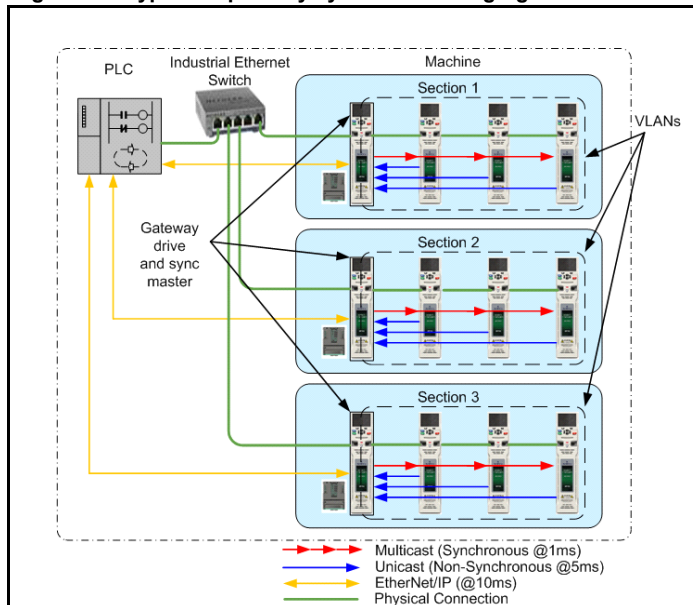 PLC
Industrial Ethernet
Switch
Machine
Section 1
VLANs
Gateway
drive
and sync
master
Section 2
Section 3
Multicast (Synchronous @1ms)
Unicast (Non-Synchronous @5ms)
EtherNet/IP (@10ms)
Physical Connection